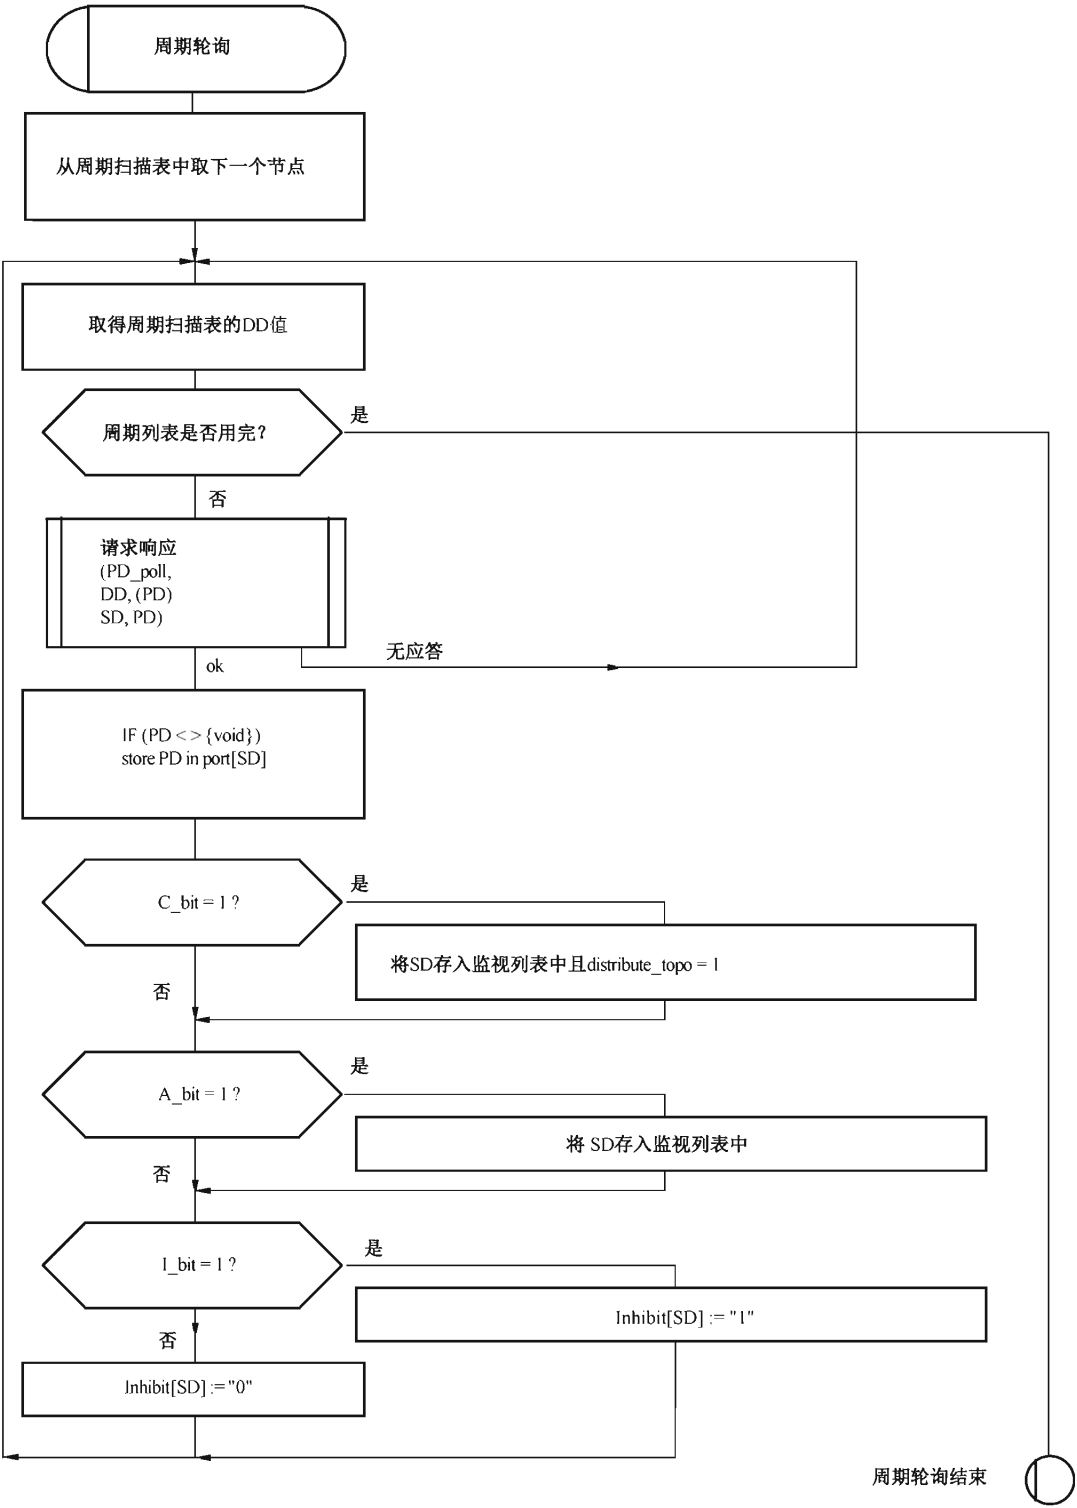 周期轮询
从周期扫描表中取下一个节点
取得周期扫描表的DD值
周期列表是否用完?
是
否
请求响应
(PD_poll,
DD, (PD)
SD, PD)
无应答
ok
IF (PD < > {void})
store PD in port[SD]
C_bit = 1 ?
是
将SD存入监视列表中且distribute_topo = 1
否
A_bit = 1 ?
是
将 SD存入监视列表中
否
I_bit = 1 ?
是
Inhibit[SD] := "1"
否
Inhibit[SD] := "0"
周期轮询结束